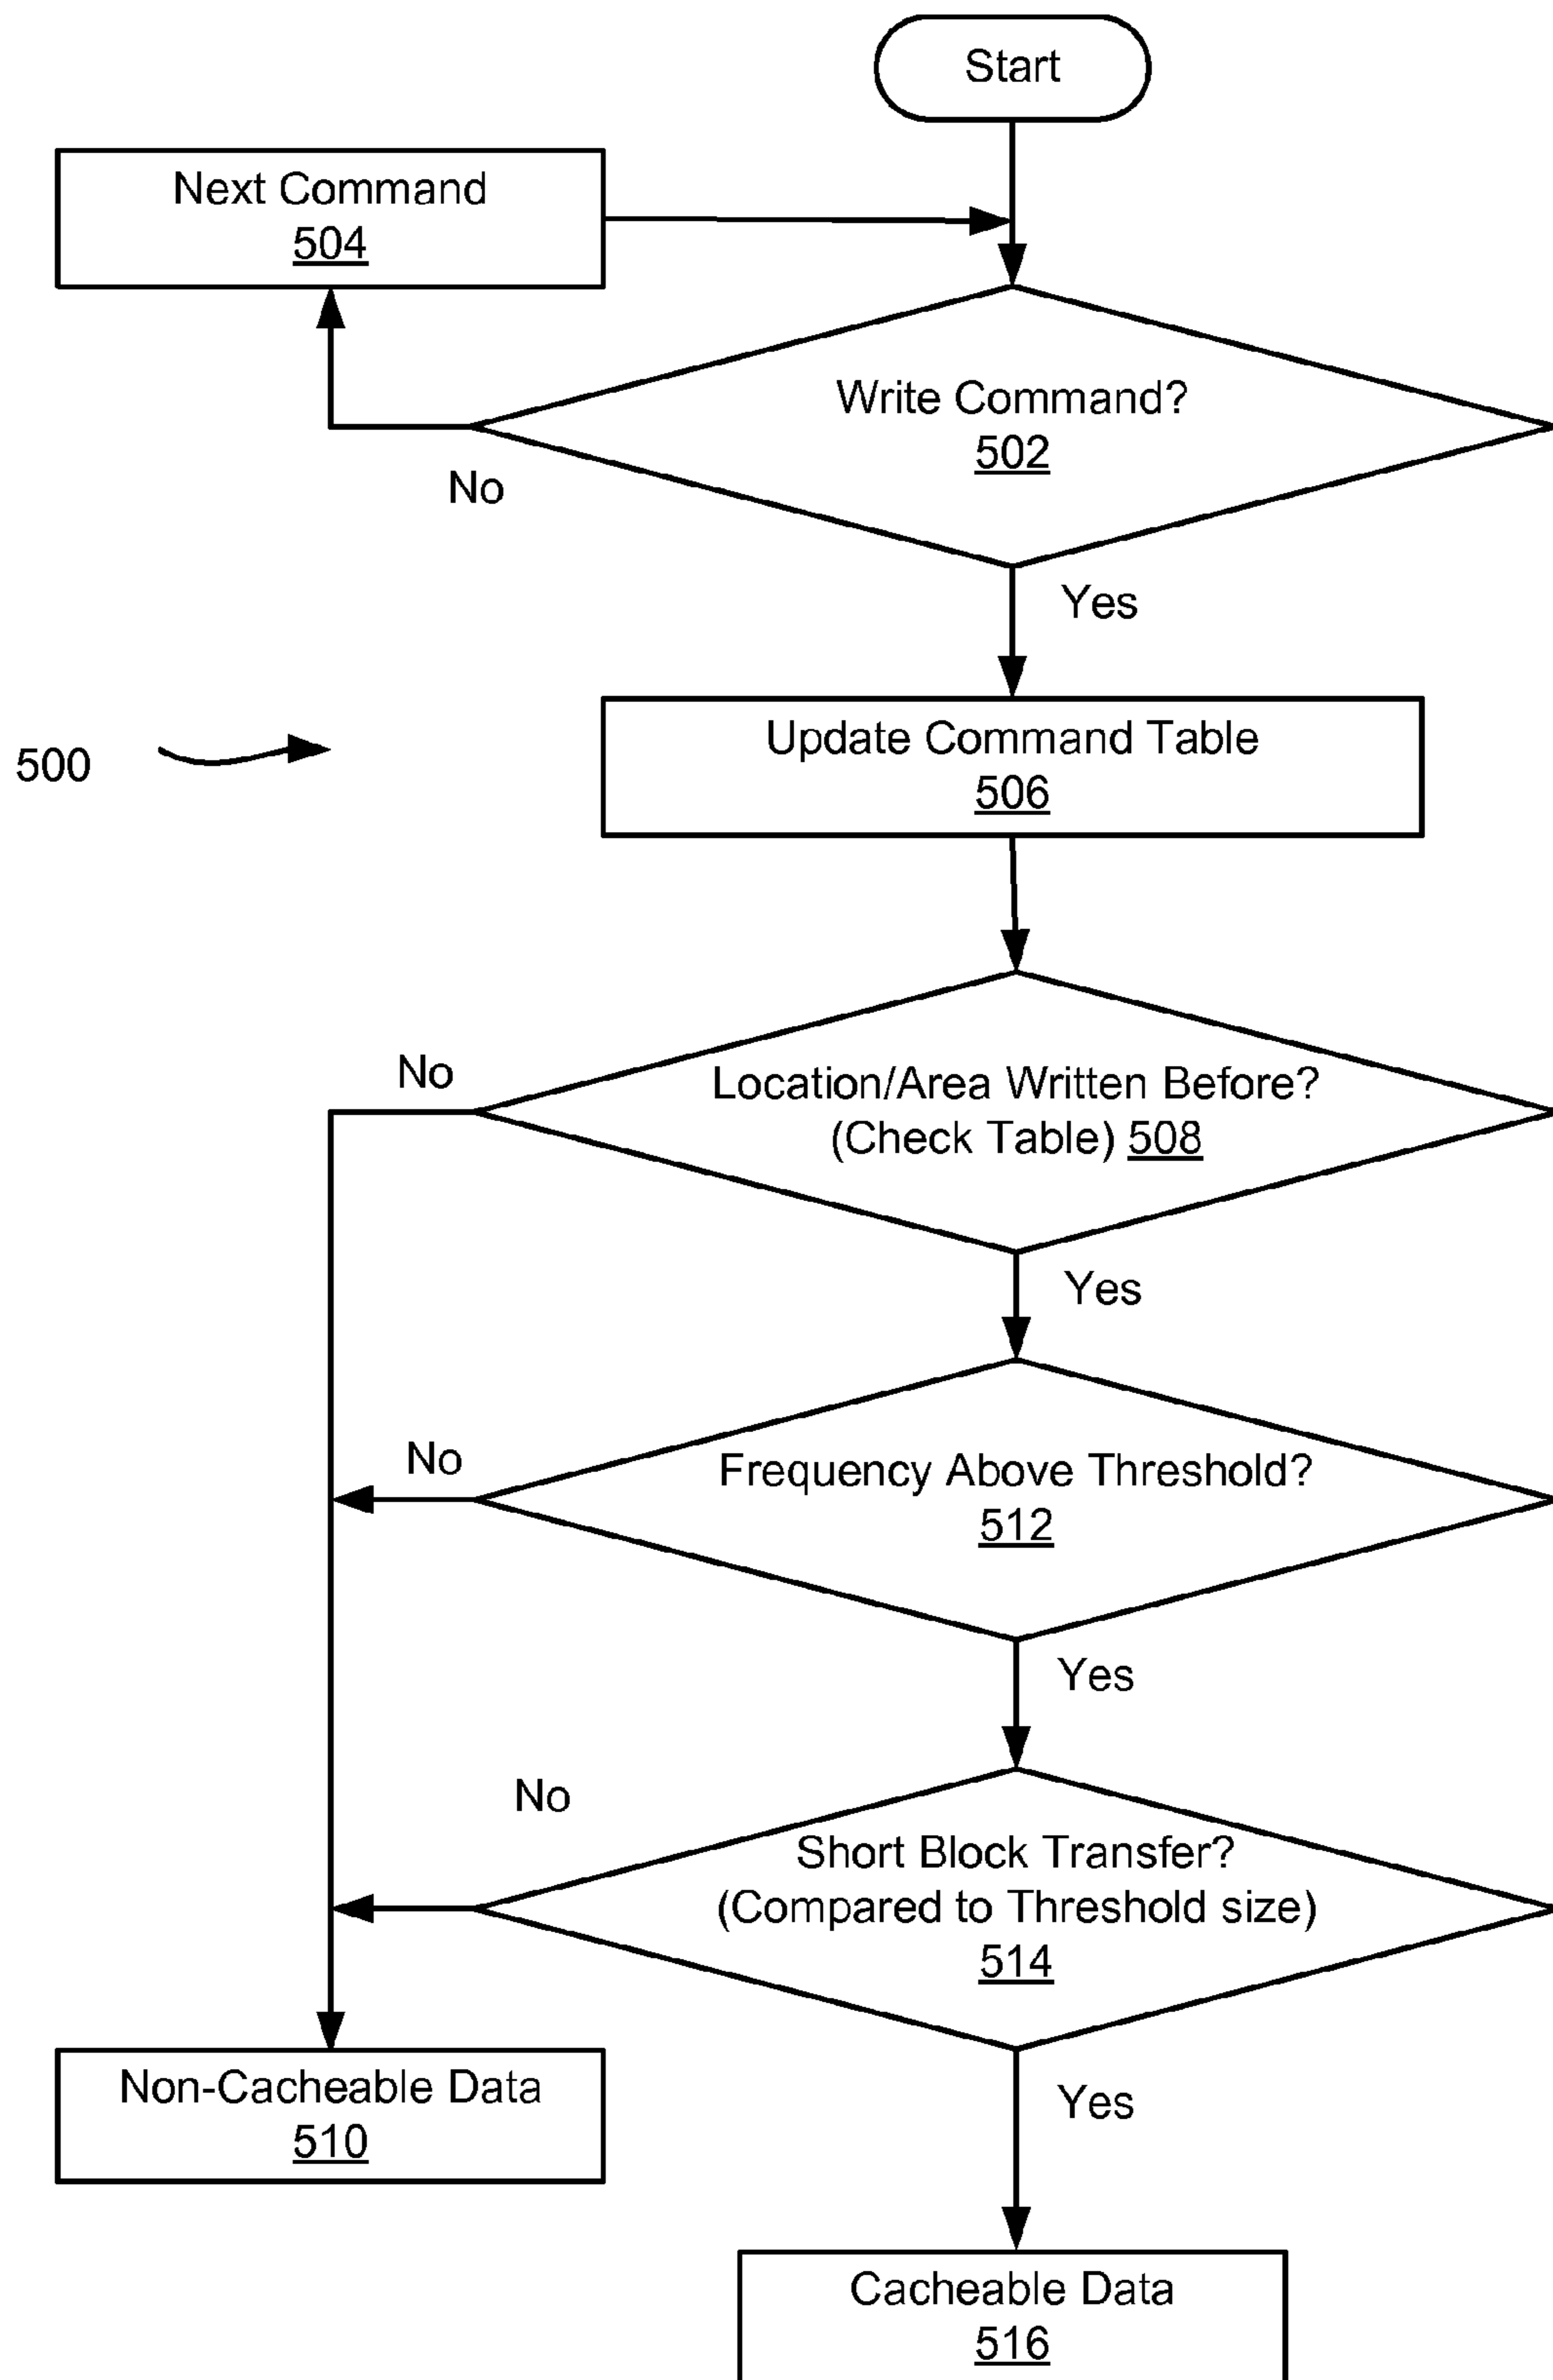 Start
Next Command
504
Write Command?
502
No
Yes
Update Command Table
506
500
No
Location/Area Written Before?
(Check Table) 508
Yes
No
Frequency Above Threshold?
512
Yes
No
Short Block Transfer?
(Compared to Threshold size)
514
Non-Cacheable Data
510
Yes
Cacheable Data
516